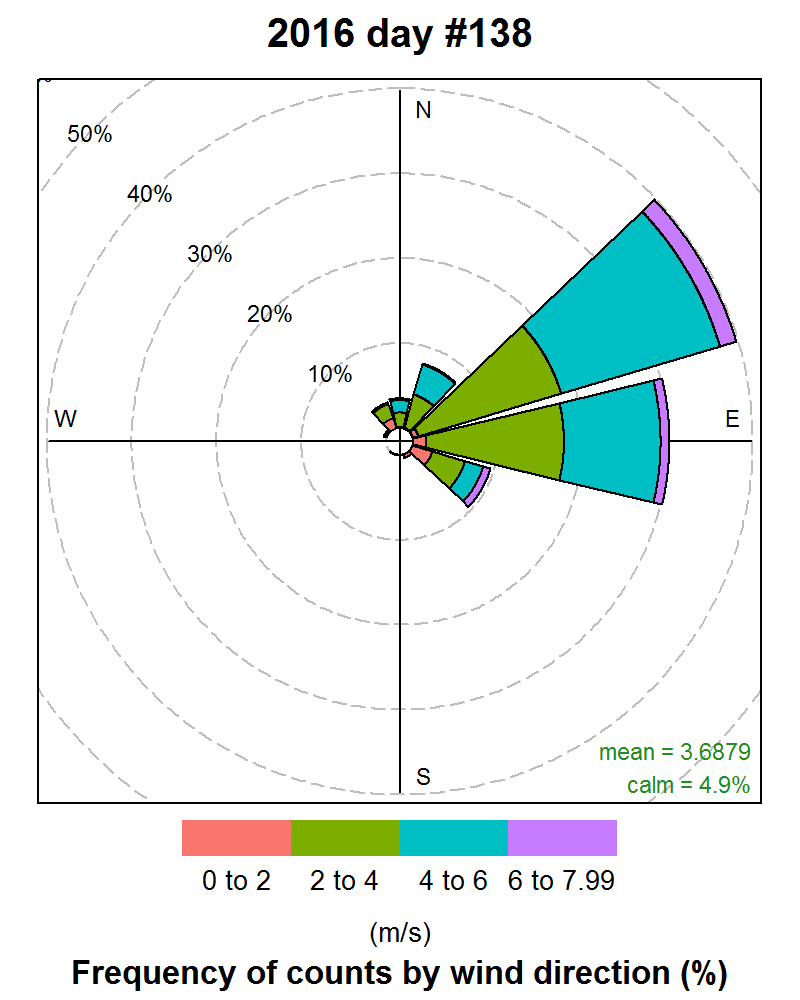 2016 day #138
50%
N
40%
30%
20%
10%
W
E
S
mean = 3.6879
calm = 4.9%
0 to 2 2 to 4 4 to 6 6 to 7.99
(m/s)
Frequency of counts by wind direction (%)